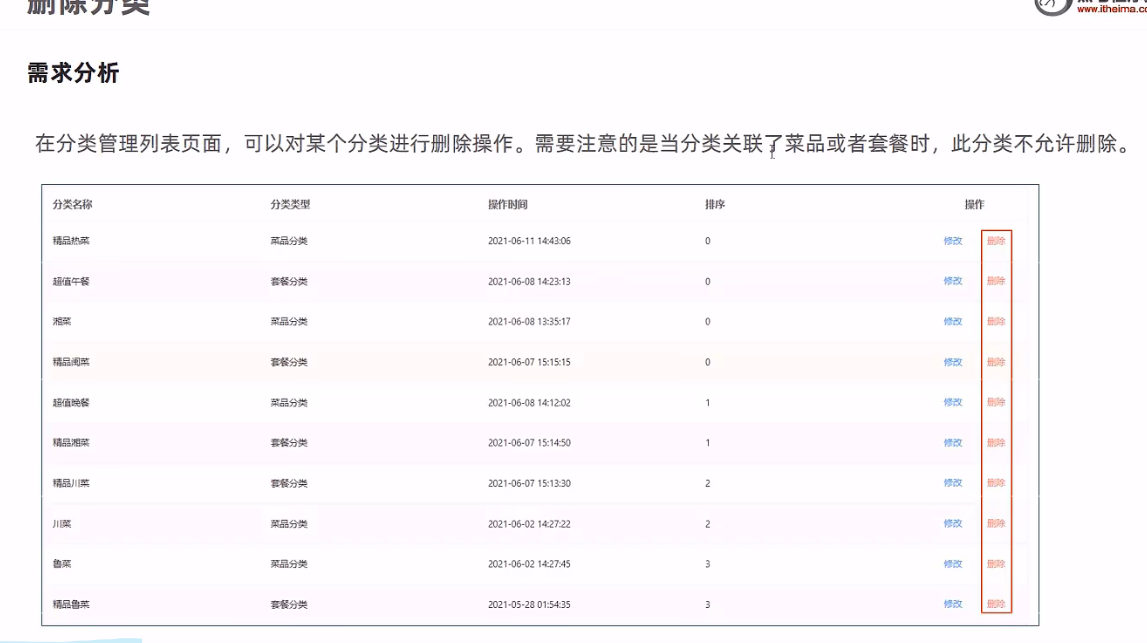 删除分类
www.itheima.co
需求分析
在分类管理列表页面，可以对某个分类进行删除操作。需要注意的是当分类关联了菜品或者套餐时，此分类不允许删除。
分类名称 分类类型 操作时间 排序 操作
精品热菜 菜品分类 2021-06-11 14:43:06 0 修改 删除
超值午餐 套餐分类 2021-06-08 14:23:13 0 修改 删除
湘菜 菜品分类 2021-06-08 13:35:17 0 修改 删除
精品闽菜 套餐分类 2021-06-07 15:15:15 0 修改 删除
超值晚餐 菜品分类 2021-06-08 14:12:02 1 修改 删除
精品湘菜 套餐分类 2021-06-07 15:14:50 1 修改 删除
精品川菜 套餐分类 2021-06-07 15:13:30 2 修改 删除
川菜 菜品分类 2021-06-02 14:27:22 2 修改 删除
鲁菜 菜品分类 2021-06-02 14:27:45 3 修改 删除
精品鲁菜 套餐分类 2021-05-28 01:54:35 3 修改 删除